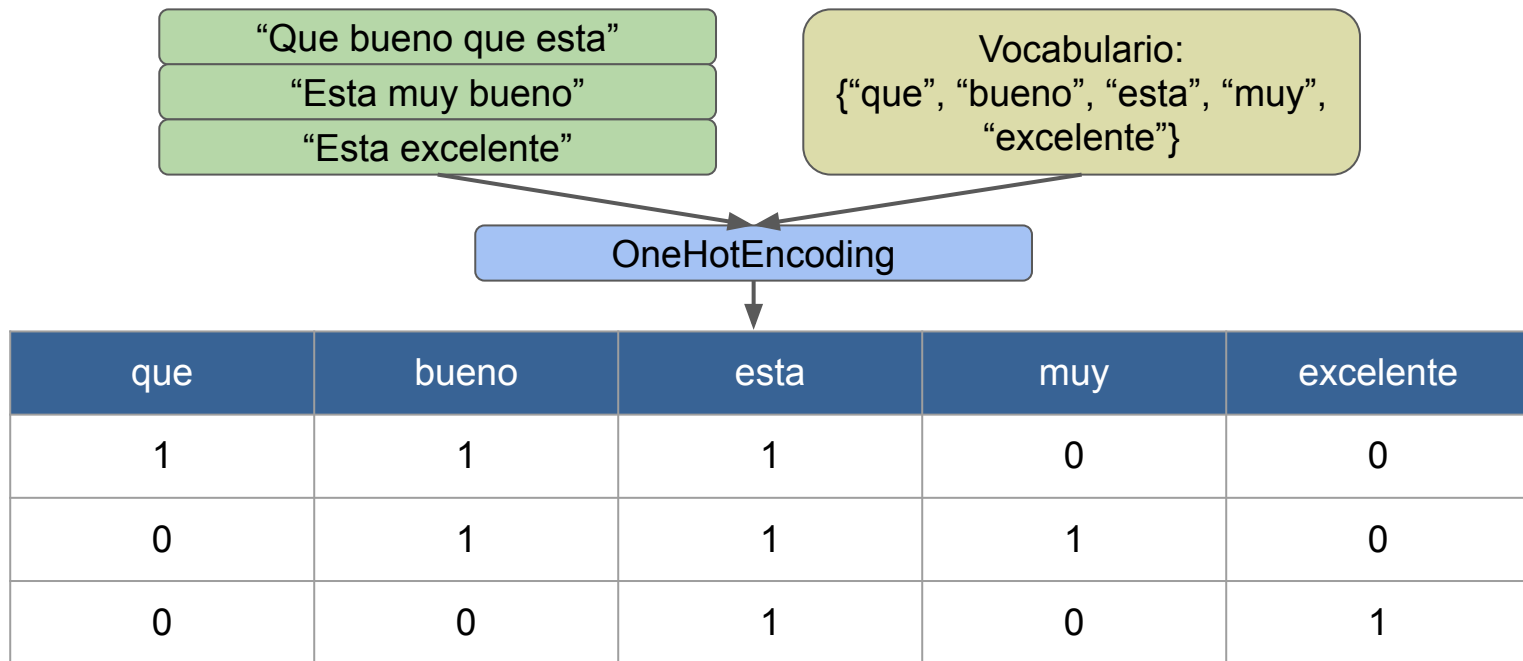 “Que bueno que esta”
“Esta muy bueno”
“Esta excelente”
Vocabulario:
{“que”, “bueno”, “esta”, “muy”,
“excelente”}
OneHotEncoding
que bueno esta muy excelente
1 1 1 0 0
0 1 1 1 0
0 0 1 0 1